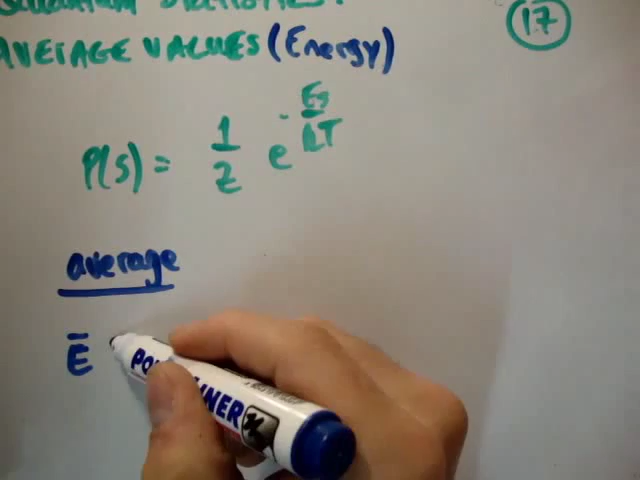 17
AVERAGE VALUES (Energy)
P(s) = 1/Z e^-Es/kT
average
Ē